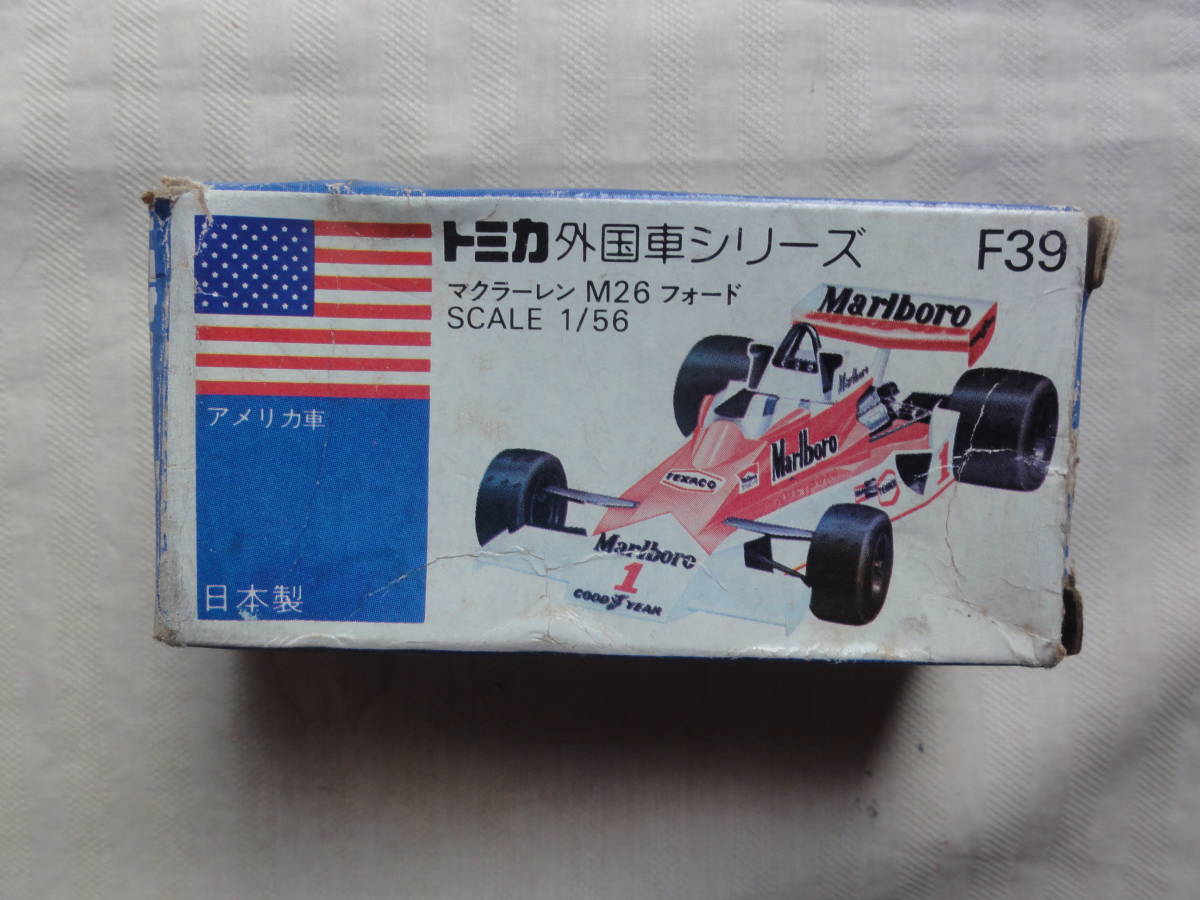 トミカ 外国車シリーズ F39
マクラーレン M26 フォード
SCALE 1/56
アメリカ車
日本製
Marlboro
Marlboro
Marlboro
TEXACO
1
Marlboro
1
GOODYEAR